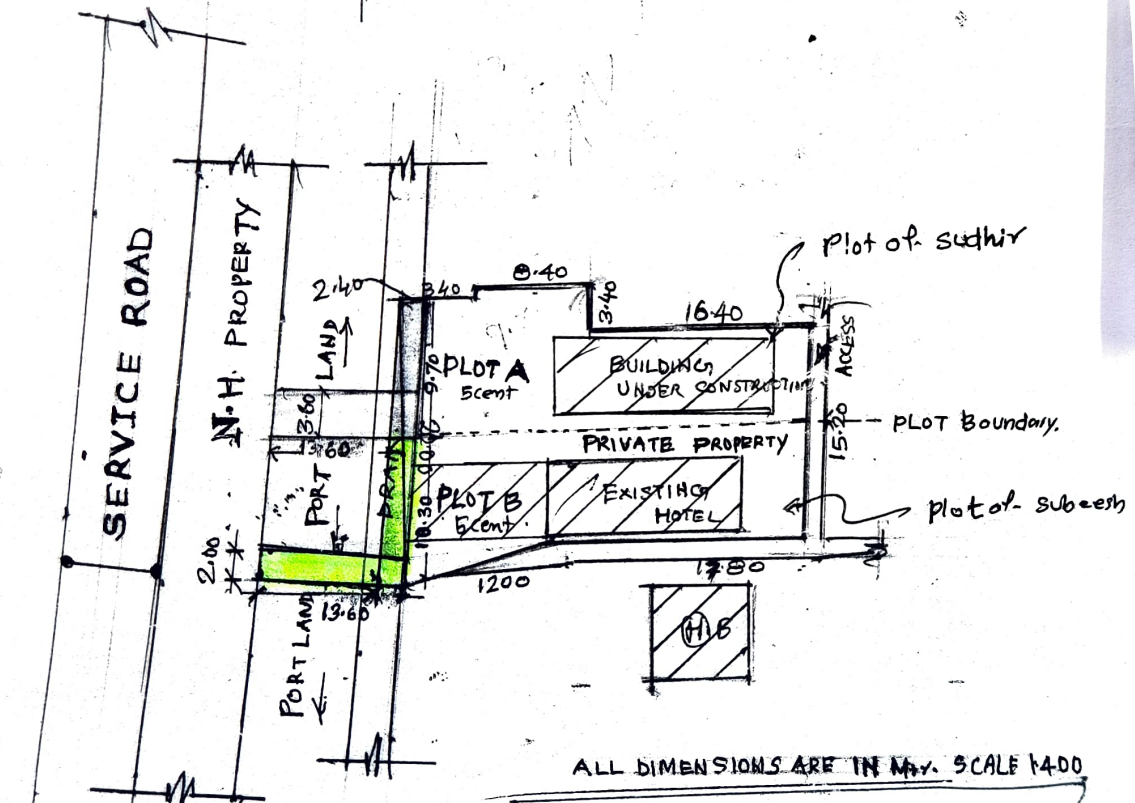 Plot of Sudhir
8.40
2.40
3.40
3.40
16.40
SERVICE ROAD
N.H. PROPERTY
LAND
9.70
PLOT A
5cent
BUILDING
UNDER CONSTRUCTION
ACCESS
3.60
13.60
PLOT Boundary.
15.20
PRIVATE PROPERTY
PORT
DRAIN
PLOT B
5cent
EXISTING
HOTEL
Plot of Subeesh
2.00
1200
13.60
PORT LAND
H.B
ALL DIMENSIONS ARE IN Mtr. SCALE 1:400